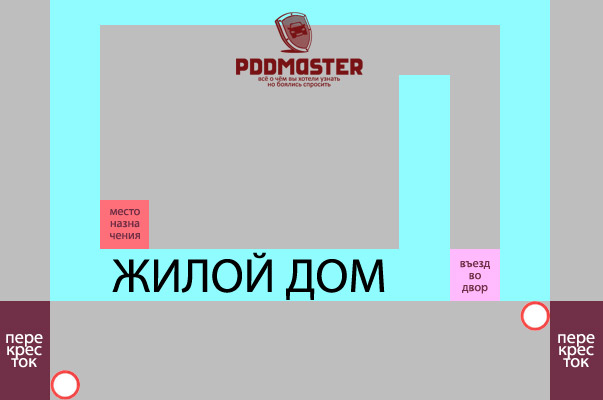 PDDMASTER
всё о чём вы хотели узнать
но боялись спросить
место
назна
чения
ЖИЛОЙ ДОМ
въезд
во
двор
пере
крес
ток
пере
крес
ток